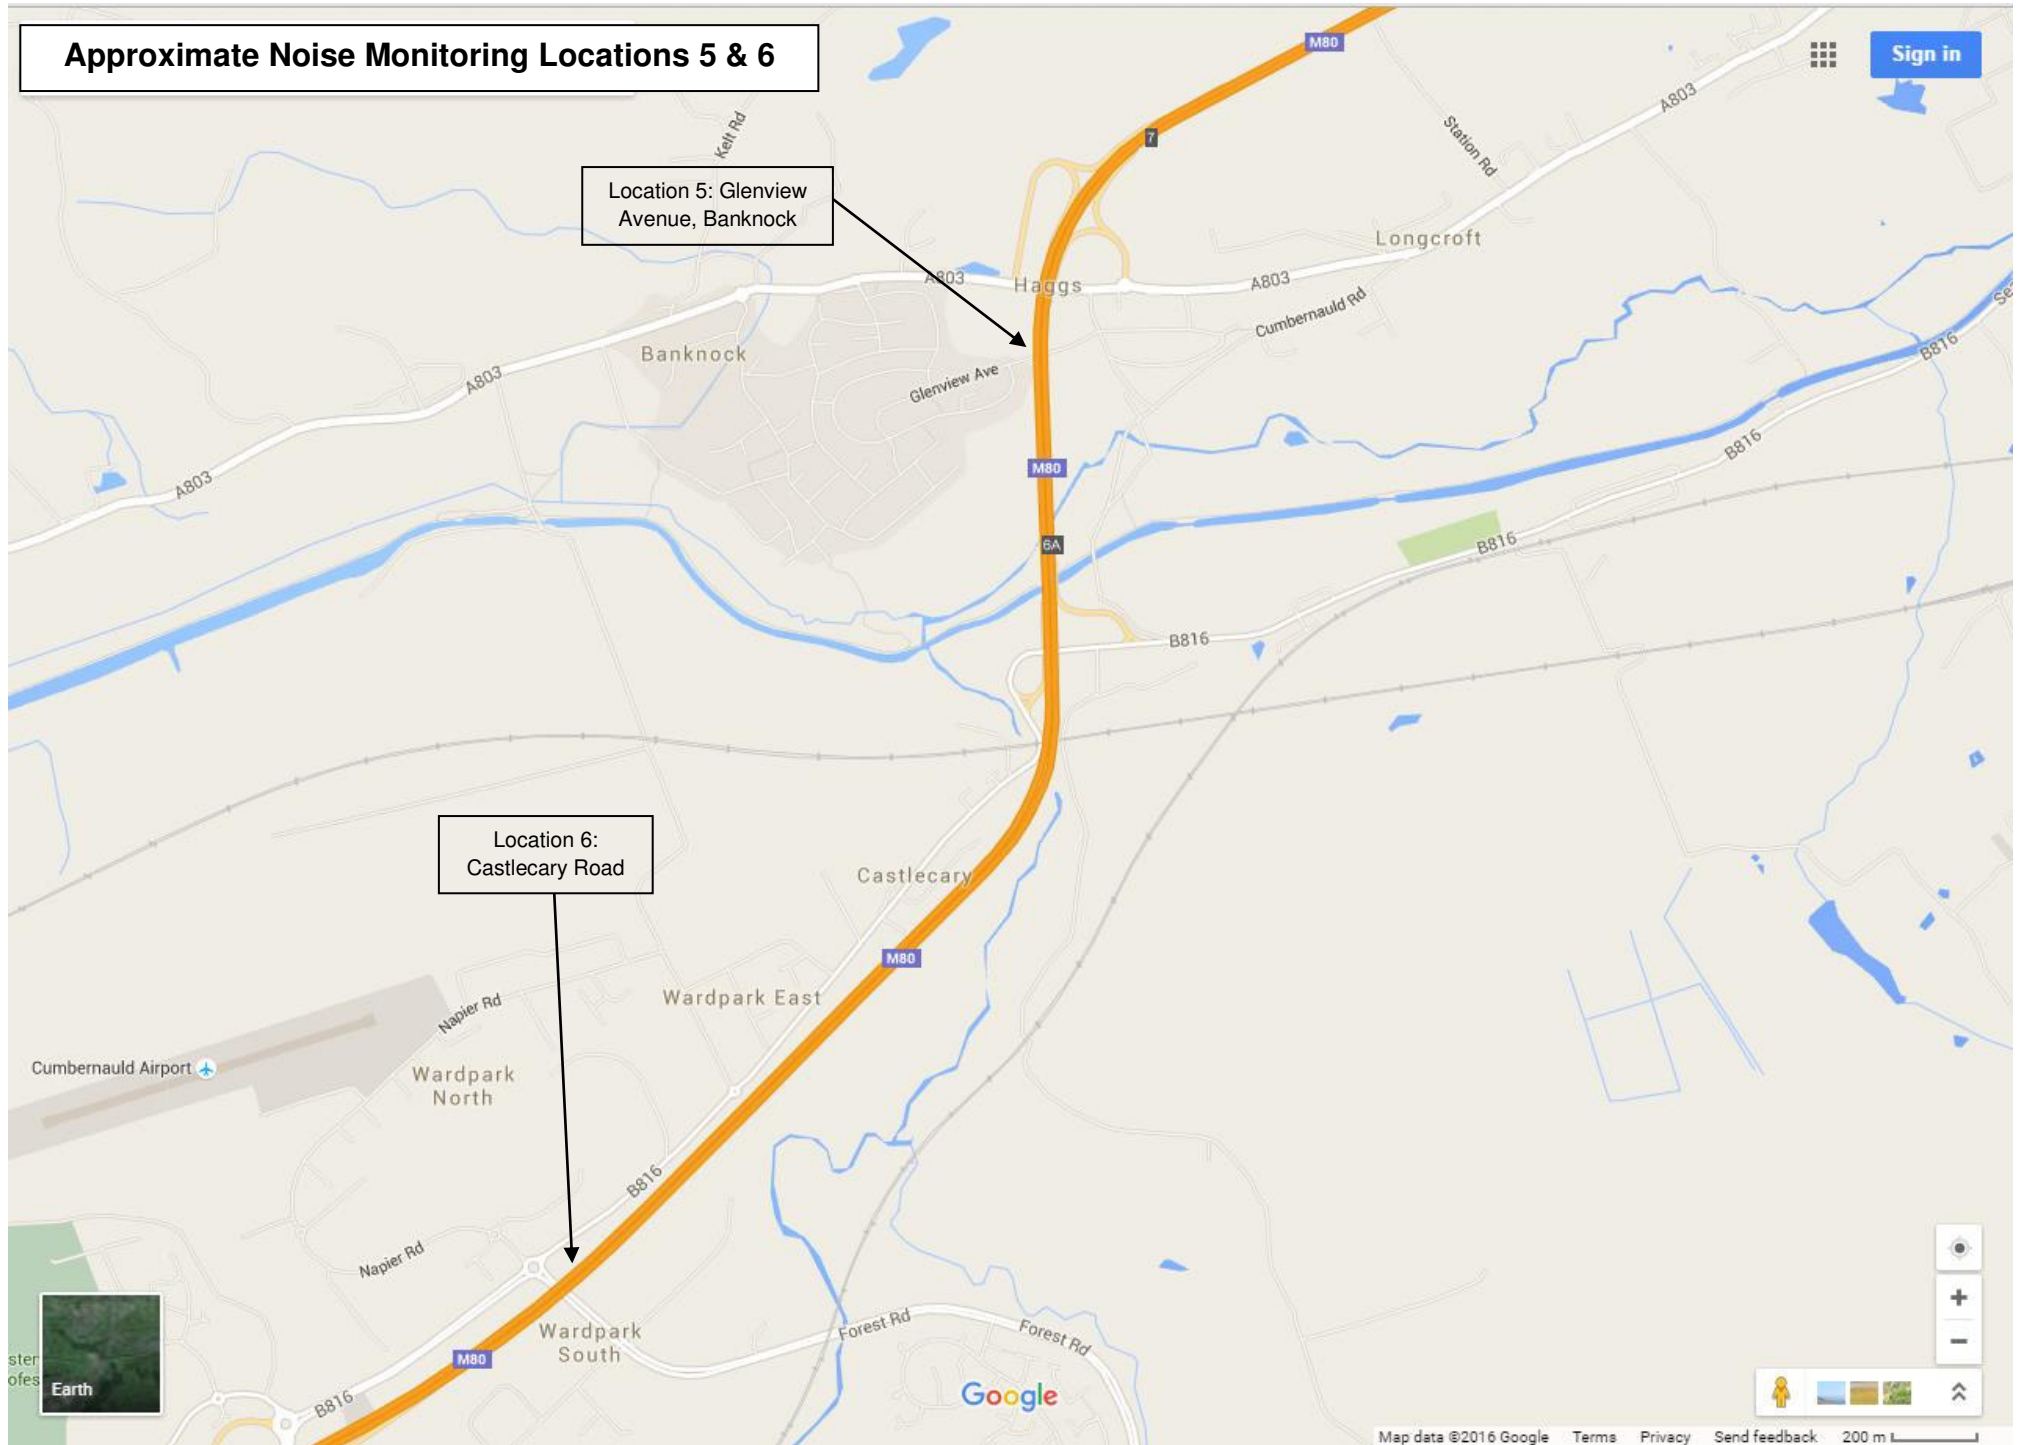 Approximate Noise Monitoring Locations 5 & 6
M80
Sign in
A803
7
Kelt Rd
Station Rd
Location 5: Glenview
Avenue, Banknock
Longcroft
A803
Haggs
A803
Cumbernauld Rd
Banknock
B816
A803
Glenview Ave
B816
M80
A803
6A
B816
B816
Location 6:
Castlecary Road
Castlecary
M80
Wardpark East
Napier Rd
Cumbernauld Airport
Wardpark
North
B816
Napier Rd
Forest Rd
Forest Rd
Wardpark
South
M80
Earth
B816
Google
Map data ©2016 Google Terms Privacy Send feedback 200 m